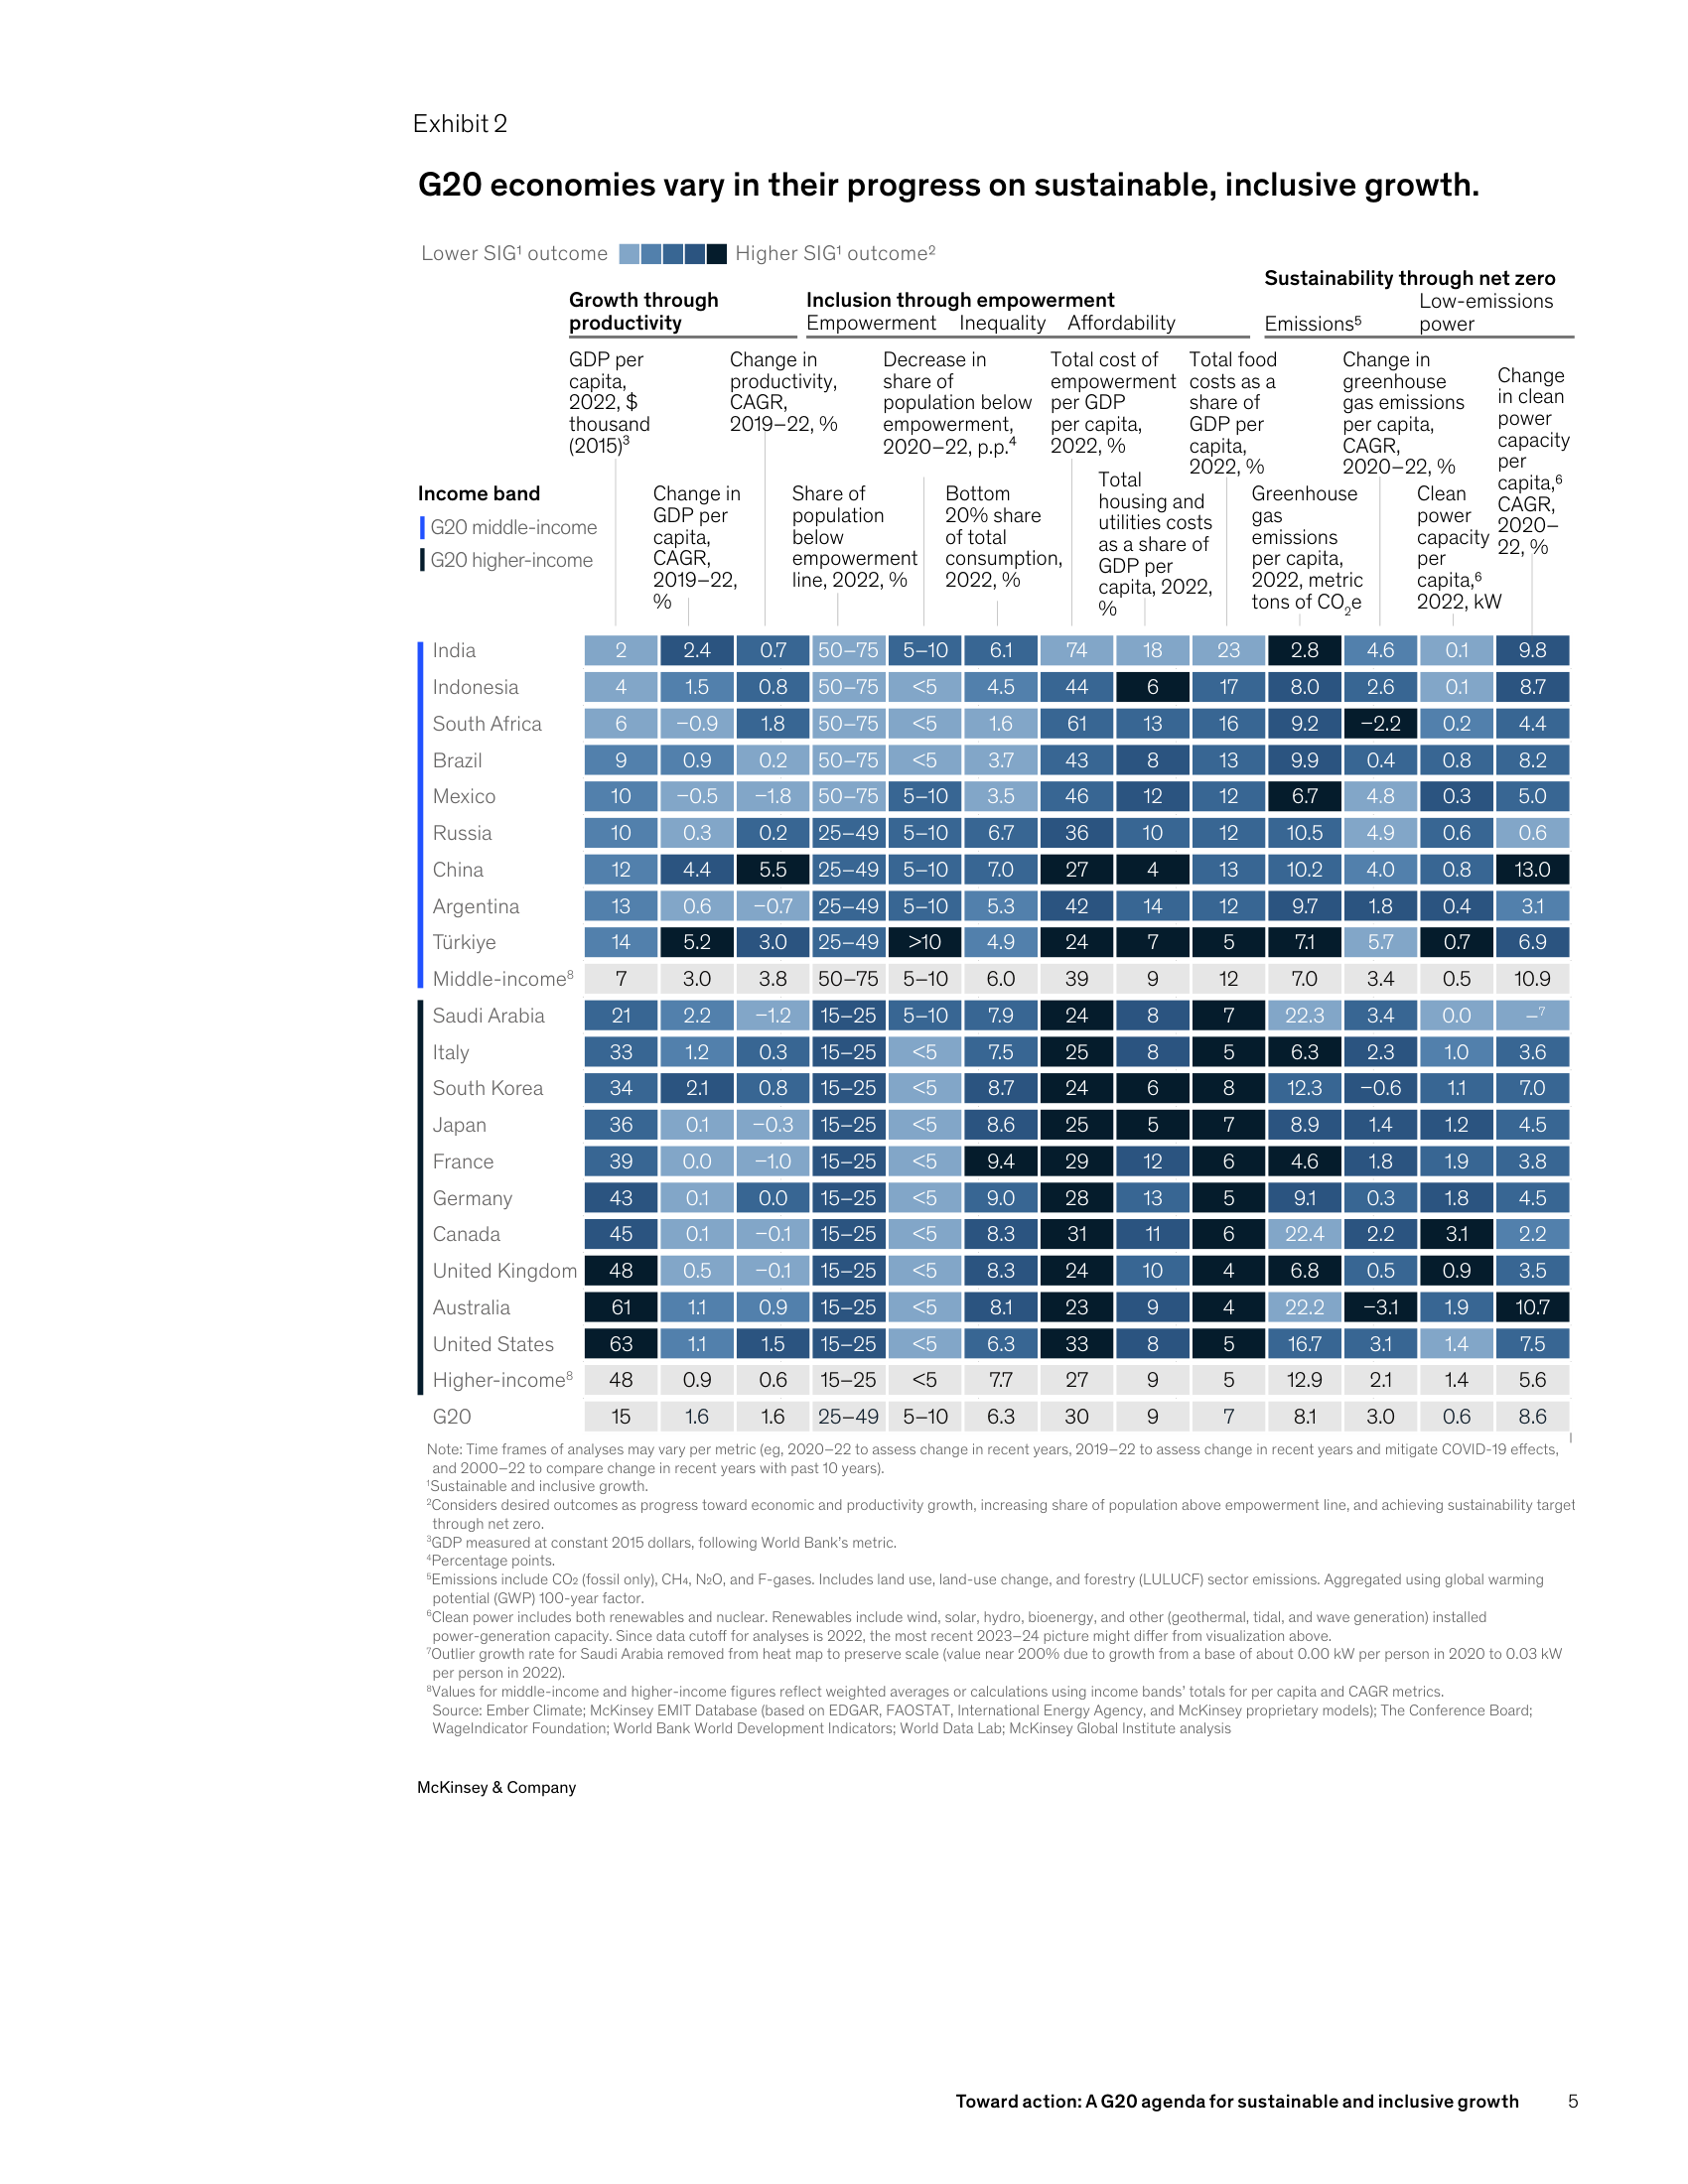 Exhibit 2
G20 economies vary in their progress on sustainable, inclusive growth.
Lower SIG¹ outcome Higher SIG¹ outcome²
Growth through
productivity
Inclusion through empowerment
Empowerment Inequality Affordability
Sustainability through net zero
Emissions⁵
Low-emissions
power
GDP per
capita,
2022, $
thousand
(2015)³
Change in
GDP per
capita,
CAGR,
2019–22,
%
Change in
productivity,
CAGR,
2019–22, %
Share of
population
below
empowerment
line, 2022, %
Decrease in
share of
population below
empowerment,
2020–22, p.p.⁴
Bottom
20% share
of total
consumption,
2022, %
Total cost of
empowerment
per GDP
per capita,
2022, %
Total
housing and
utilities costs
as a share of
GDP per
capita, 2022,
%
Total food
costs as a
share of
GDP per
capita,
2022, %
Greenhouse
gas
emissions
per capita,
2022, metric
tons of CO₂e
Change in
greenhouse
gas emissions
per capita,
CAGR,
2020–22, %
Clean
power
capacity
per
capita,⁶
2022, kW
Change
in clean
power
capacity
per
capita,⁶
CAGR,
2020–
22, %
Income band
G20 middle-income
G20 higher-income
India 2 2.4 0.7 50–75 5–10 6.1 74 18 23 2.8 4.6 0.1 9.8
Indonesia 4 1.5 0.8 50–75 <5 4.5 44 6 17 8.0 2.6 0.1 8.7
South Africa 6 −0.9 1.8 50–75 <5 1.6 61 13 16 9.2 −2.2 0.2 4.4
Brazil 9 0.9 0.2 50–75 <5 3.7 43 8 13 9.9 0.4 0.8 8.2
Mexico 10 −0.5 −1.8 50–75 5–10 3.5 46 12 12 6.7 4.8 0.3 5.0
Russia 10 0.3 0.2 25–49 5–10 6.7 36 10 12 10.5 4.9 0.6 0.6
China 12 4.4 5.5 25–49 5–10 7.0 27 4 13 10.2 4.0 0.8 13.0
Argentina 13 0.6 −0.7 25–49 5–10 5.3 42 14 12 9.7 1.8 0.4 3.1
Türkiye 14 5.2 3.0 25–49 >10 4.9 24 7 5 7.1 5.7 0.7 6.9
Middle-income⁸ 7 3.0 3.8 50–75 5–10 6.0 39 9 12 7.0 3.4 0.5 10.9
Saudi Arabia 21 2.2 −1.2 15–25 5–10 7.9 24 8 7 22.3 3.4 0.0 –⁷
Italy 33 1.2 0.3 15–25 <5 7.5 25 8 5 6.3 2.3 1.0 3.6
South Korea 34 2.1 0.8 15–25 <5 8.7 24 6 8 12.3 −0.6 1.1 7.0
Japan 36 0.1 −0.3 15–25 <5 8.6 25 5 7 8.9 1.4 1.2 4.5
France 39 0.0 −1.0 15–25 <5 9.4 29 12 6 4.6 1.8 1.9 3.8
Germany 43 0.1 0.0 15–25 <5 9.0 28 13 5 9.1 0.3 1.8 4.5
Canada 45 0.1 −0.1 15–25 <5 8.3 31 11 6 22.4 2.2 3.1 2.2
United Kingdom 48 0.5 −0.1 15–25 <5 8.3 24 10 4 6.8 0.5 0.9 3.5
Australia 61 1.1 0.9 15–25 <5 8.1 23 9 4 22.2 −3.1 1.9 10.7
United States 63 1.1 1.5 15–25 <5 6.3 33 8 5 16.7 3.1 1.4 7.5
Higher-income⁸ 48 0.9 0.6 15–25 <5 7.7 27 9 5 12.9 2.1 1.4 5.6
G20 15 1.6 1.6 25–49 5–10 6.3 30 9 7 8.1 3.0 0.6 8.6
Note: Time frames of analyses may vary per metric (eg, 2020–22 to assess change in recent years, 2019–22 to assess change in recent years and mitigate COVID-19 effects,
and 2000–22 to compare change in recent years with past 10 years).
¹Sustainable and inclusive growth.
²Considers desired outcomes as progress toward economic and productivity growth, increasing share of population above empowerment line, and achieving sustainability target
through net zero.
³GDP measured at constant 2015 dollars, following World Bank's metric.
⁴Percentage points.
⁵Emissions include CO₂ (fossil only), CH₄, N₂O, and F-gases. Includes land use, land-use change, and forestry (LULUCF) sector emissions. Aggregated using global warming
potential (GWP) 100-year factor.
⁶Clean power includes both renewables and nuclear. Renewables include wind, solar, hydro, bioenergy, and other (geothermal, tidal, and wave generation) installed
power-generation capacity. Since data cutoff for analyses is 2022, the most recent 2023–24 picture might differ from visualization above.
⁷Outlier growth rate for Saudi Arabia removed from heat map to preserve scale (value near 200% due to growth from a base of about 0.00 kW per person in 2020 to 0.03 kW
per person in 2022).
⁸Values for middle-income and higher-income figures reflect weighted averages or calculations using income bands' totals for per capita and CAGR metrics.
Source: Ember Climate; McKinsey EMIT Database (based on EDGAR, FAOSTAT, International Energy Agency, and McKinsey proprietary models); The Conference Board;
WageIndicator Foundation; World Bank World Development Indicators; World Data Lab; McKinsey Global Institute analysis
McKinsey & Company
Toward action: A G20 agenda for sustainable and inclusive growth 5